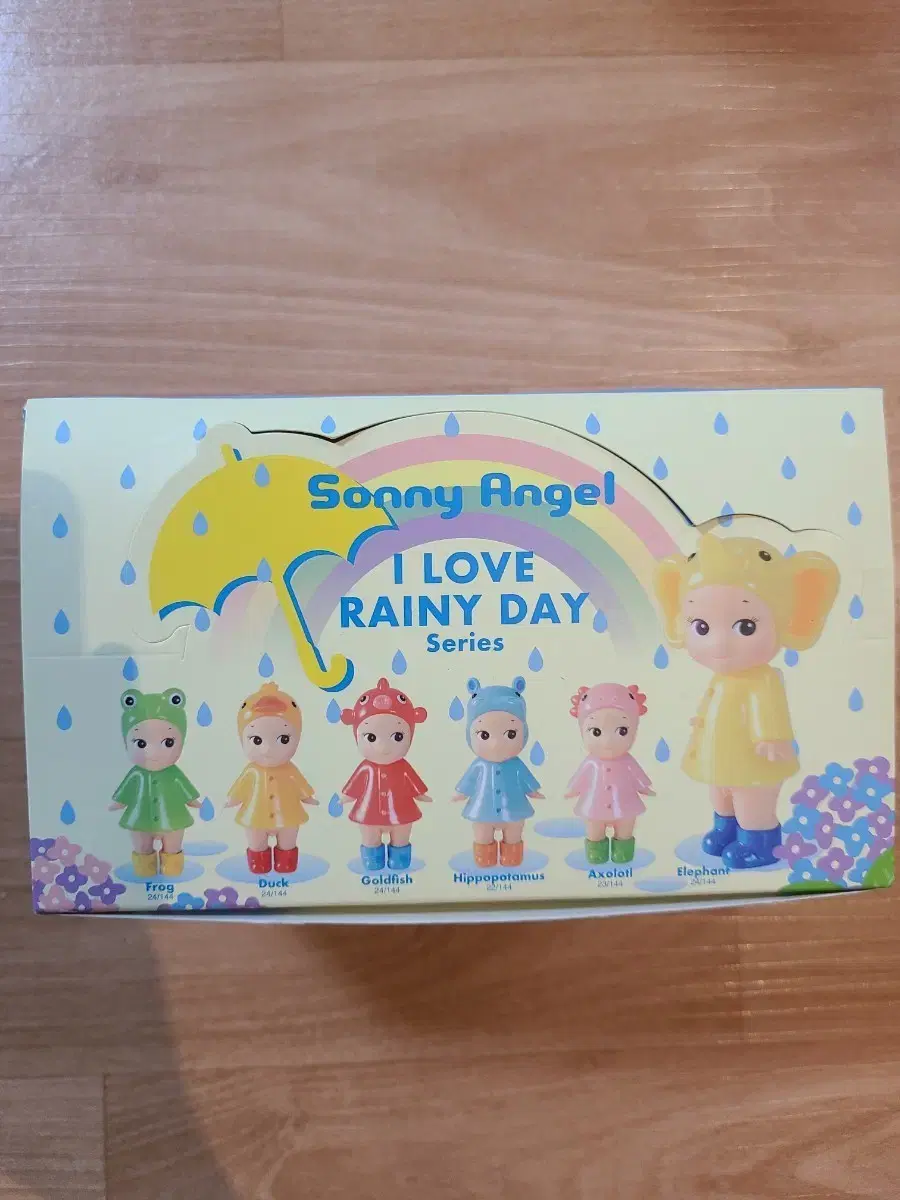 Sonny Angel
I LOVE
RAINY DAY
Series
Frog
24/144
Duck
24/144
Goldfish
24/144
Hippopotamus
22/144
Axolotl
23/144
Elephant
24/144